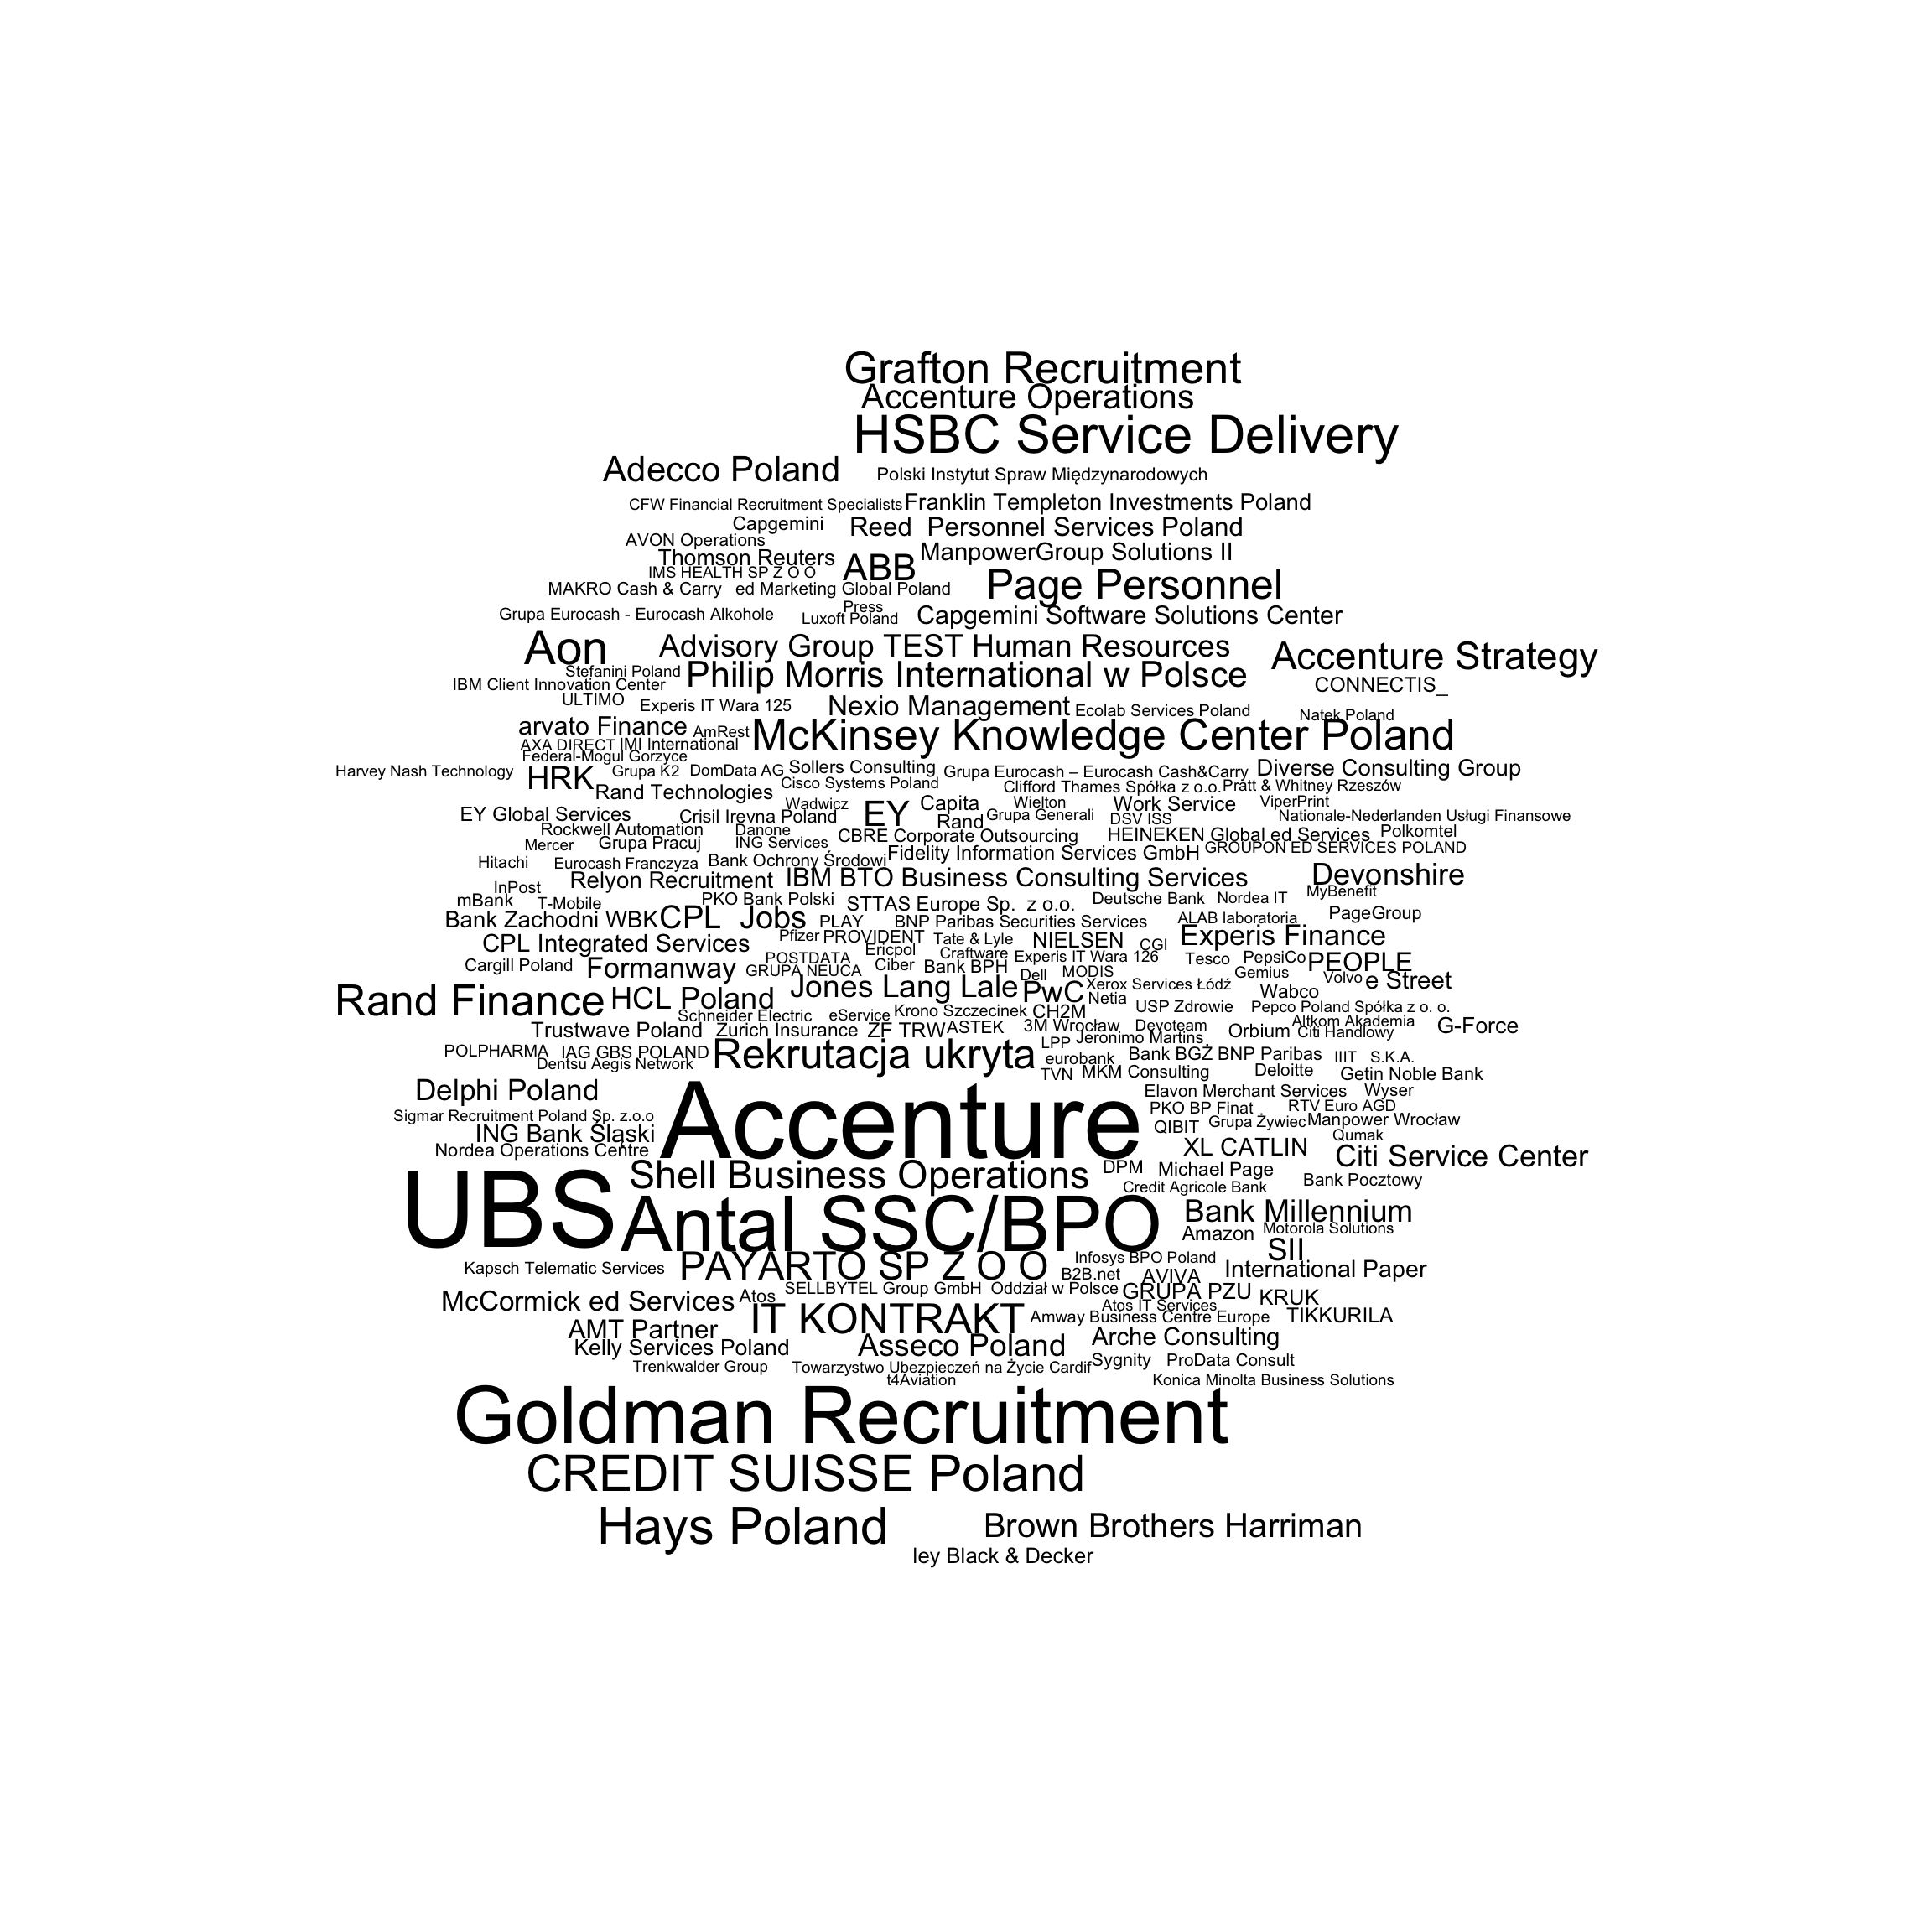 Grafton Recruitment
Accenture Operations
HSBC Service Delivery
Adecco Poland
Polski Instytut Spraw Międzynarodowych
CFW Financial Recruitment Specialists
Franklin Templeton Investments Poland
Capgemini
Reed  Personnel Services Poland
AVON Operations
Thomson Reuters
ABB
ManpowerGroup Solutions II
IMS HEALTH SP Z O O
Page Personnel
MAKRO Cash & Carry
ed Marketing Global Poland
Press
Grupa Eurocash - Eurocash Alkohole
Luxoft Poland
Capgemini Software Solutions Center
Aon
Advisory Group TEST Human Resources
Accenture Strategy
Stefanini Poland
Philip Morris International w Polsce
IBM Client Innovation Center
CONNECTIS_
ULTIMO
Experis IT Wara 125
Nexio Management
Ecolab Services Poland
Natek Poland
arvato Finance
AmRest
McKinsey Knowledge Center Poland
AXA DIRECT
IMI International
Federal-Mogul Gorzyce
Harvey Nash Technology
HRK
Grupa K2
DomData AG
Sollers Consulting
Grupa Eurocash – Eurocash Cash&Carry
Diverse Consulting Group
Cisco Systems Poland
Clifford Thames Spółka z o.o.
Pratt & Whitney Rzeszów
Rand Technologies
Wadwicz
EY
Capita
Wielton
Work Service
ViperPrint
EY Global Services
Crisil Irevna Poland
Rand
Grupa Generali
DSV ISS
Nationale-Nederlanden Usługi Finansowe
Rockwell Automation
Danone
CBRE Corporate Outsourcing
HEINEKEN Global ed Services
Polkomtel
Mercer
Grupa Pracuj
ING Services
GROUPON ED SERVICES POLAND
Hitachi
Eurocash Franczyza
Bank Ochrony Środowi
Fidelity Information Services GmbH
Relyon Recruitment
IBM BTO Business Consulting Services
Devonshire
InPost
MyBenefit
mBank
T-Mobile
PKO Bank Polski
STTAS Europe Sp.  z o.o.
Deutsche Bank
Nordea IT
Bank Zachodni WBK
CPL  Jobs
PLAY
BNP Paribas Securities Services
ALAB laboratoria
PageGroup
CPL Integrated Services
Pfizer
PROVIDENT
Tate & Lyle
NIELSEN
CGI
Experis Finance
Ericpol
Craftware
Experis IT Wara 126
POSTDATA
Tesco
PepsiCo
PEOPLE
Cargill Poland
Formanway
GRUPA NEUCA
Ciber
Bank BPH
Dell
MODIS
Gemius
Volvo
e Street
Rand Finance
HCL Poland
Jones Lang Lale
PwC
Xerox Services Łódź
Wabco
Netia
Schneider Electric
eService
Krono Szczecinek
CH2M
USP Zdrowie
Pepco Poland Spółka z o. o.
Trustwave Poland
Zurich Insurance
ZF TRW
ASTEK
3M Wrocław
Devoteam
Orbium
Altkom Akademia
Citi Handlowy
G-Force
LPP
Jeronimo Martins
POLPHARMA
IAG GBS POLAND
Rekrutacja ukryta
eurobank
Bank BGŻ BNP Paribas
IIIT
S.K.A.
Dentsu Aegis Network
TVN
MKM Consulting
Deloitte
Getin Noble Bank
Delphi Poland
Accenture
Elavon Merchant Services
Wyser
PKO BP Finat
RTV Euro AGD
Sigmar Recruitment Poland Sp. z.o.o
QIBIT
Grupa Żywiec
Manpower Wrocław
ING Bank Śląski
Qumak
Nordea Operations Centre
XL CATLIN
Citi Service Center
Shell Business Operations
DPM
Michael Page
UBS
Credit Agricole Bank
Bank Pocztowy
Antal SSC/BPO
Bank Millennium
Amazon
Motorola Solutions
SII
Infosys BPO Poland
Kapsch Telematic Services
PAYARTO SP Z O O
B2B.net
AVIVA
International Paper
SELLBYTEL Group GmbH  Oddział w Polsce
GRUPA PZU
KRUK
McCormick ed Services
Atos
Atos IT Services
IT KONTRAKT
Amway Business Centre Europe
TIKKURILA
AMT Partner
Arche Consulting
Kelly Services Poland
Asseco Poland
Trenkwalder Group
Towarzystwo Ubezpieczeń na Życie Cardif
Sygnity
ProData Consult
t4Aviation
Konica Minolta Business Solutions
Goldman Recruitment
CREDIT SUISSE Poland
Hays Poland
Brown Brothers Harriman
ley Black & Decker